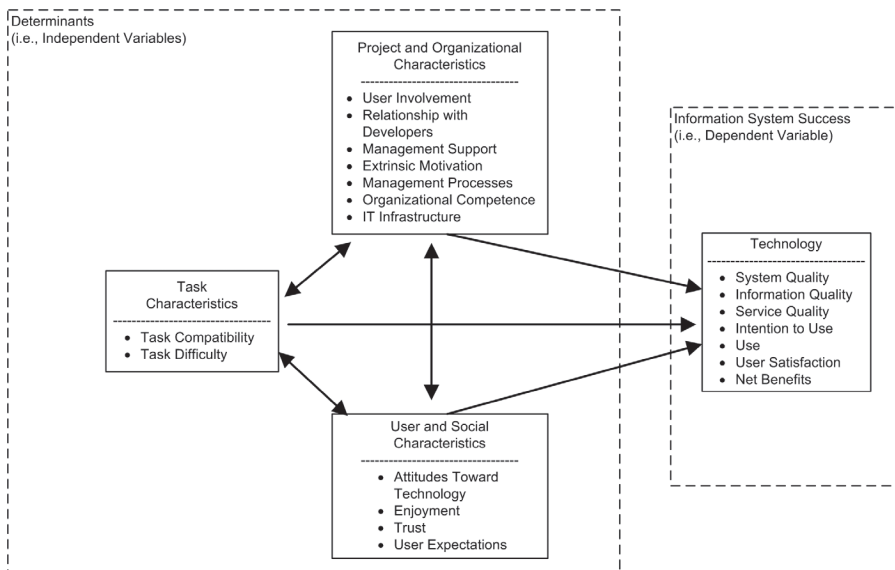 Determinants
(i.e., Independent Variables)
Project and Organizational
Characteristics
User Involvement
Relationship with
Developers
Management Support
Extrinsic Motivation
Management Processes
Organizational Competence
IT Infrastructure
Task
Characteristics
Task Compatibility
Task Difficulty
User and Social
Characteristics
Attitudes Toward
Technology
Enjoyment
Trust
User Expectations
Information System Success
(i.e., Dependent Variable)
Technology
System Quality
Information Quality
Service Quality
Intention to Use
Use
User Satisfaction
Net Benefits